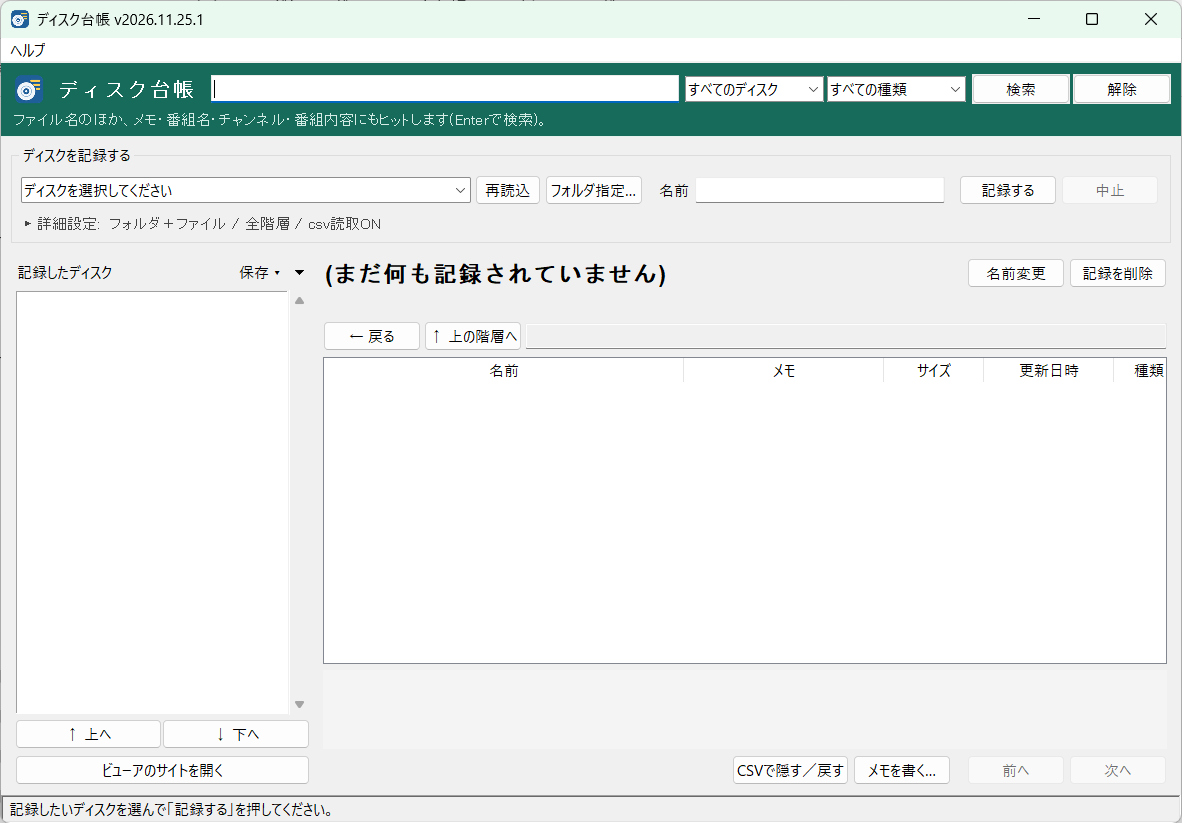 ディスク台帳 v2026.11.25.1
ヘルプ
ディスク台帳 すべてのディスク すべての種類 検索 解除
ファイル名のほか、メモ・番組名・チャンネル・番組内容にもヒットします(Enterで検索)。
ディスクを記録する
ディスクを選択してください 再読込 フォルダ指定... 名前 記録する 中止
▸ 詳細設定: フォルダ＋ファイル / 全階層 / csv読取ON
記録したディスク 保存 ▾ (まだ何も記録されていません) 名前変更 記録を削除
← 戻る ↑ 上の階層へ
名前 メモ サイズ 更新日時 種類
↑ 上へ ↓ 下へ
ビューアのサイトを開く CSVで隠す／戻す メモを書く... 前へ 次へ
記録したいディスクを選んで「記録する」を押してください。